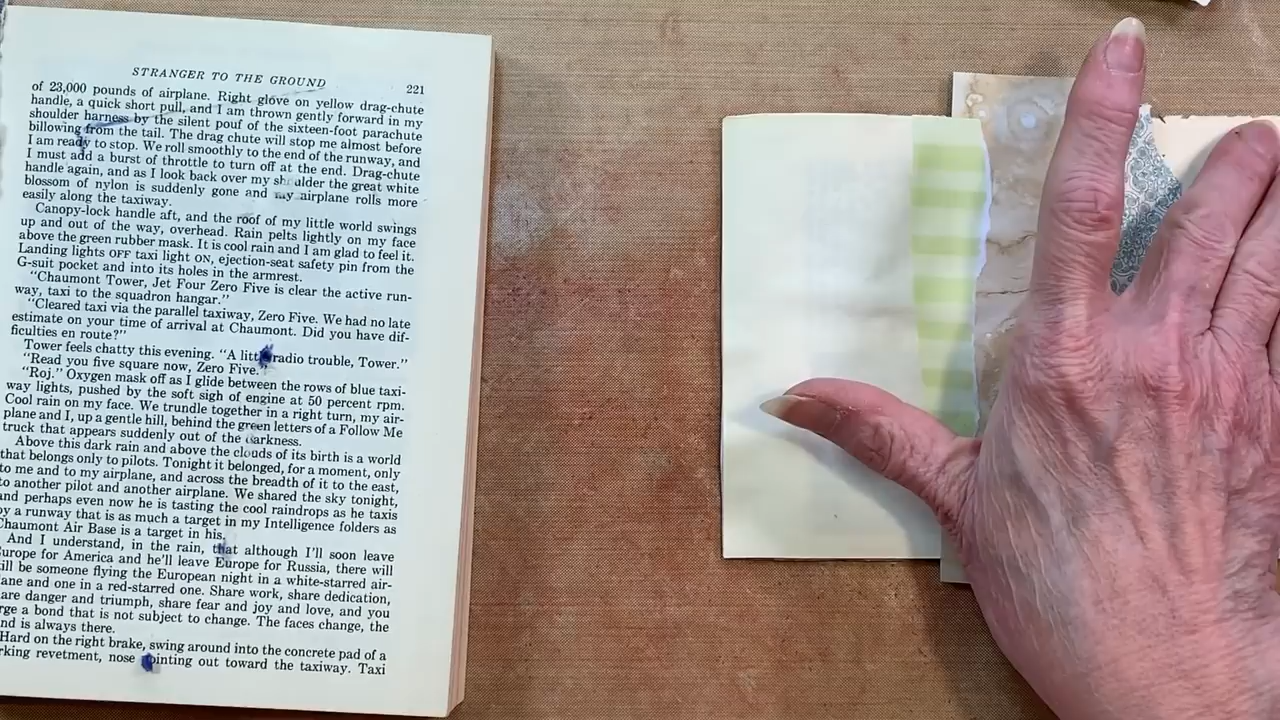 STRANGER TO THE GROUND 221
of 23,000 pounds of airplane. Right glove on yellow drag-chute
handle, a quick short pull, and I am thrown gently forward in my
shoulder harness by the silent pouf of the sixteen-foot parachute
billowing from the tail. The drag chute will stop me almost before
I am ready to stop. We roll smoothly to the end of the runway, and
I must add a burst of throttle to turn off at the end. Drag-chute
handle again, and as I look back over my shoulder the great white
blossom of nylon is suddenly gone and my airplane rolls more
easily along the taxiway.
Canopy-lock handle aft, and the roof of my little world swings
up and out of the way, overhead. Rain pelts lightly on my face
above the green rubber mask. It is cool rain and I am glad to feel it.
Landing lights OFF taxi light ON, ejection-seat safety pin from the
G-suit pocket and into its holes in the armrest.
"Chaumont Tower, Jet Four Zero Five is clear the active run-
way, taxi to the squadron hangar."
"Cleared taxi via the parallel taxiway, Zero Five. We had no late
estimate on your time of arrival at Chaumont. Did you have dif-
ficulties en route?"
Tower feels chatty this evening. "A little radio trouble, Tower."
"Read you five square now, Zero Five."
"Roj." Oxygen mask off as I glide between the rows of blue taxi-
way lights, pushed by the soft sigh of engine at 50 percent rpm.
Cool rain on my face. We trundle together in a right turn, my air-
plane and I, up a gentle hill, behind the green letters of a Follow Me
truck that appears suddenly out of the darkness.
Above this dark rain and above the clouds of its birth is a world
that belongs only to pilots. Tonight it belonged, for a moment, only
to me and to my airplane, and across the breadth of it to the east,
to another pilot and another airplane. We shared the sky tonight,
and perhaps even now he is tasting the cool raindrops as he taxis
by a runway that is as much a target in my Intelligence folders as
Chaumont Air Base is a target in his.
And I understand, in the rain, that although I'll soon leave
Europe for America and he'll leave Europe for Russia, there will
ill be someone flying the European night in a white-starred air-
lane and one in a red-starred one. Share work, share dedication,
are danger and triumph, share fear and joy and love, and you
rge a bond that is not subject to change. The faces change, the
nd is always there.
Hard on the right brake, swing around into the concrete pad of a
rking revetment, nose pointing out toward the taxiway. Taxi